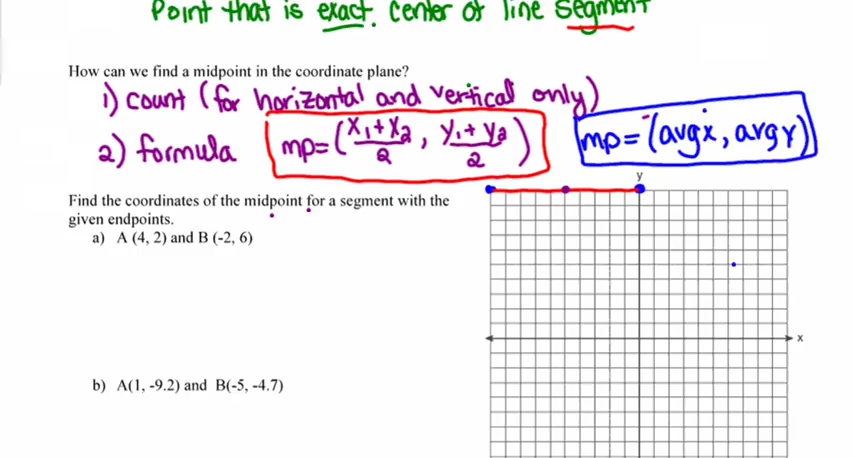 Point that is exact center of line segment
How can we find a midpoint in the coordinate plane?
1) count (for horizontal and vertical only)
2) formula mp=(x₁+x₂/2, y₁+y₂/2) mp=(avgx, avgy)
Find the coordinates of the midpoint for a segment with the
given endpoints.
a) A (4, 2) and B (-2, 6)
b) A(1, -9.2) and B(-5, -4.7)
y
x